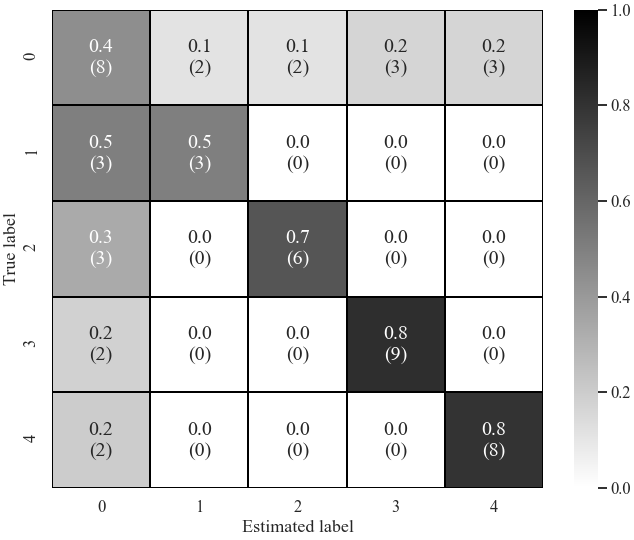 0.4 0.1 0.1 0.2 0.2 1.0
0 (8) (2) (2) (3) (3)
0.8
0.5 0.5 0.0 0.0 0.0
1 (3) (3) (0) (0) (0)
0.6
True label
0.3 0.0 0.7 0.0 0.0
2 (3) (0) (6) (0) (0)
0.4
0.2 0.0 0.0 0.8 0.0
3 (2) (0) (0) (9) (0)
0.2
0.2 0.0 0.0 0.0 0.8
4 (2) (0) (0) (0) (8)
0.0
0 1 2 3 4
Estimated label